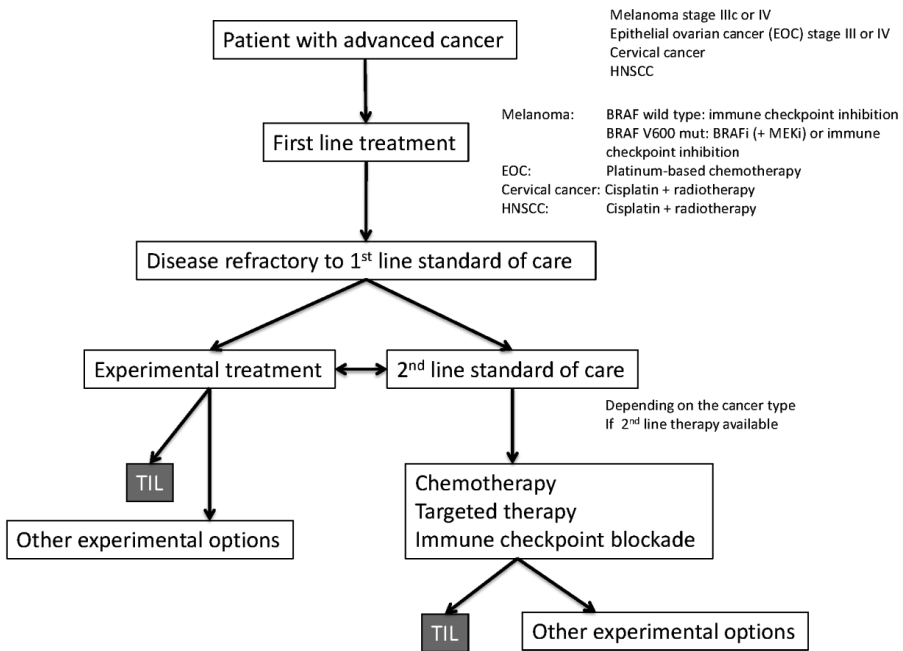 Melanoma stage IIIc or IV
Patient with advanced cancer
Epithelial ovarian cancer (EOC) stage III or IV
Cervical cancer
HNSCC
Melanoma: BRAF wild type: immune checkpoint inhibition
BRAF V600 mut: BRAFi (+ MEKi) or immune
checkpoint inhibition
First line treatment
EOC: Platinum-based chemotherapy
Cervical cancer: Cisplatin + radiotherapy
HNSCC: Cisplatin + radiotherapy
Disease refractory to 1st line standard of care
Experimental treatment
2nd line standard of care
Depending on the cancer type
If 2nd line therapy available
TIL
Other experimental options
Chemotherapy
Targeted therapy
Immune checkpoint blockade
TIL
Other experimental options